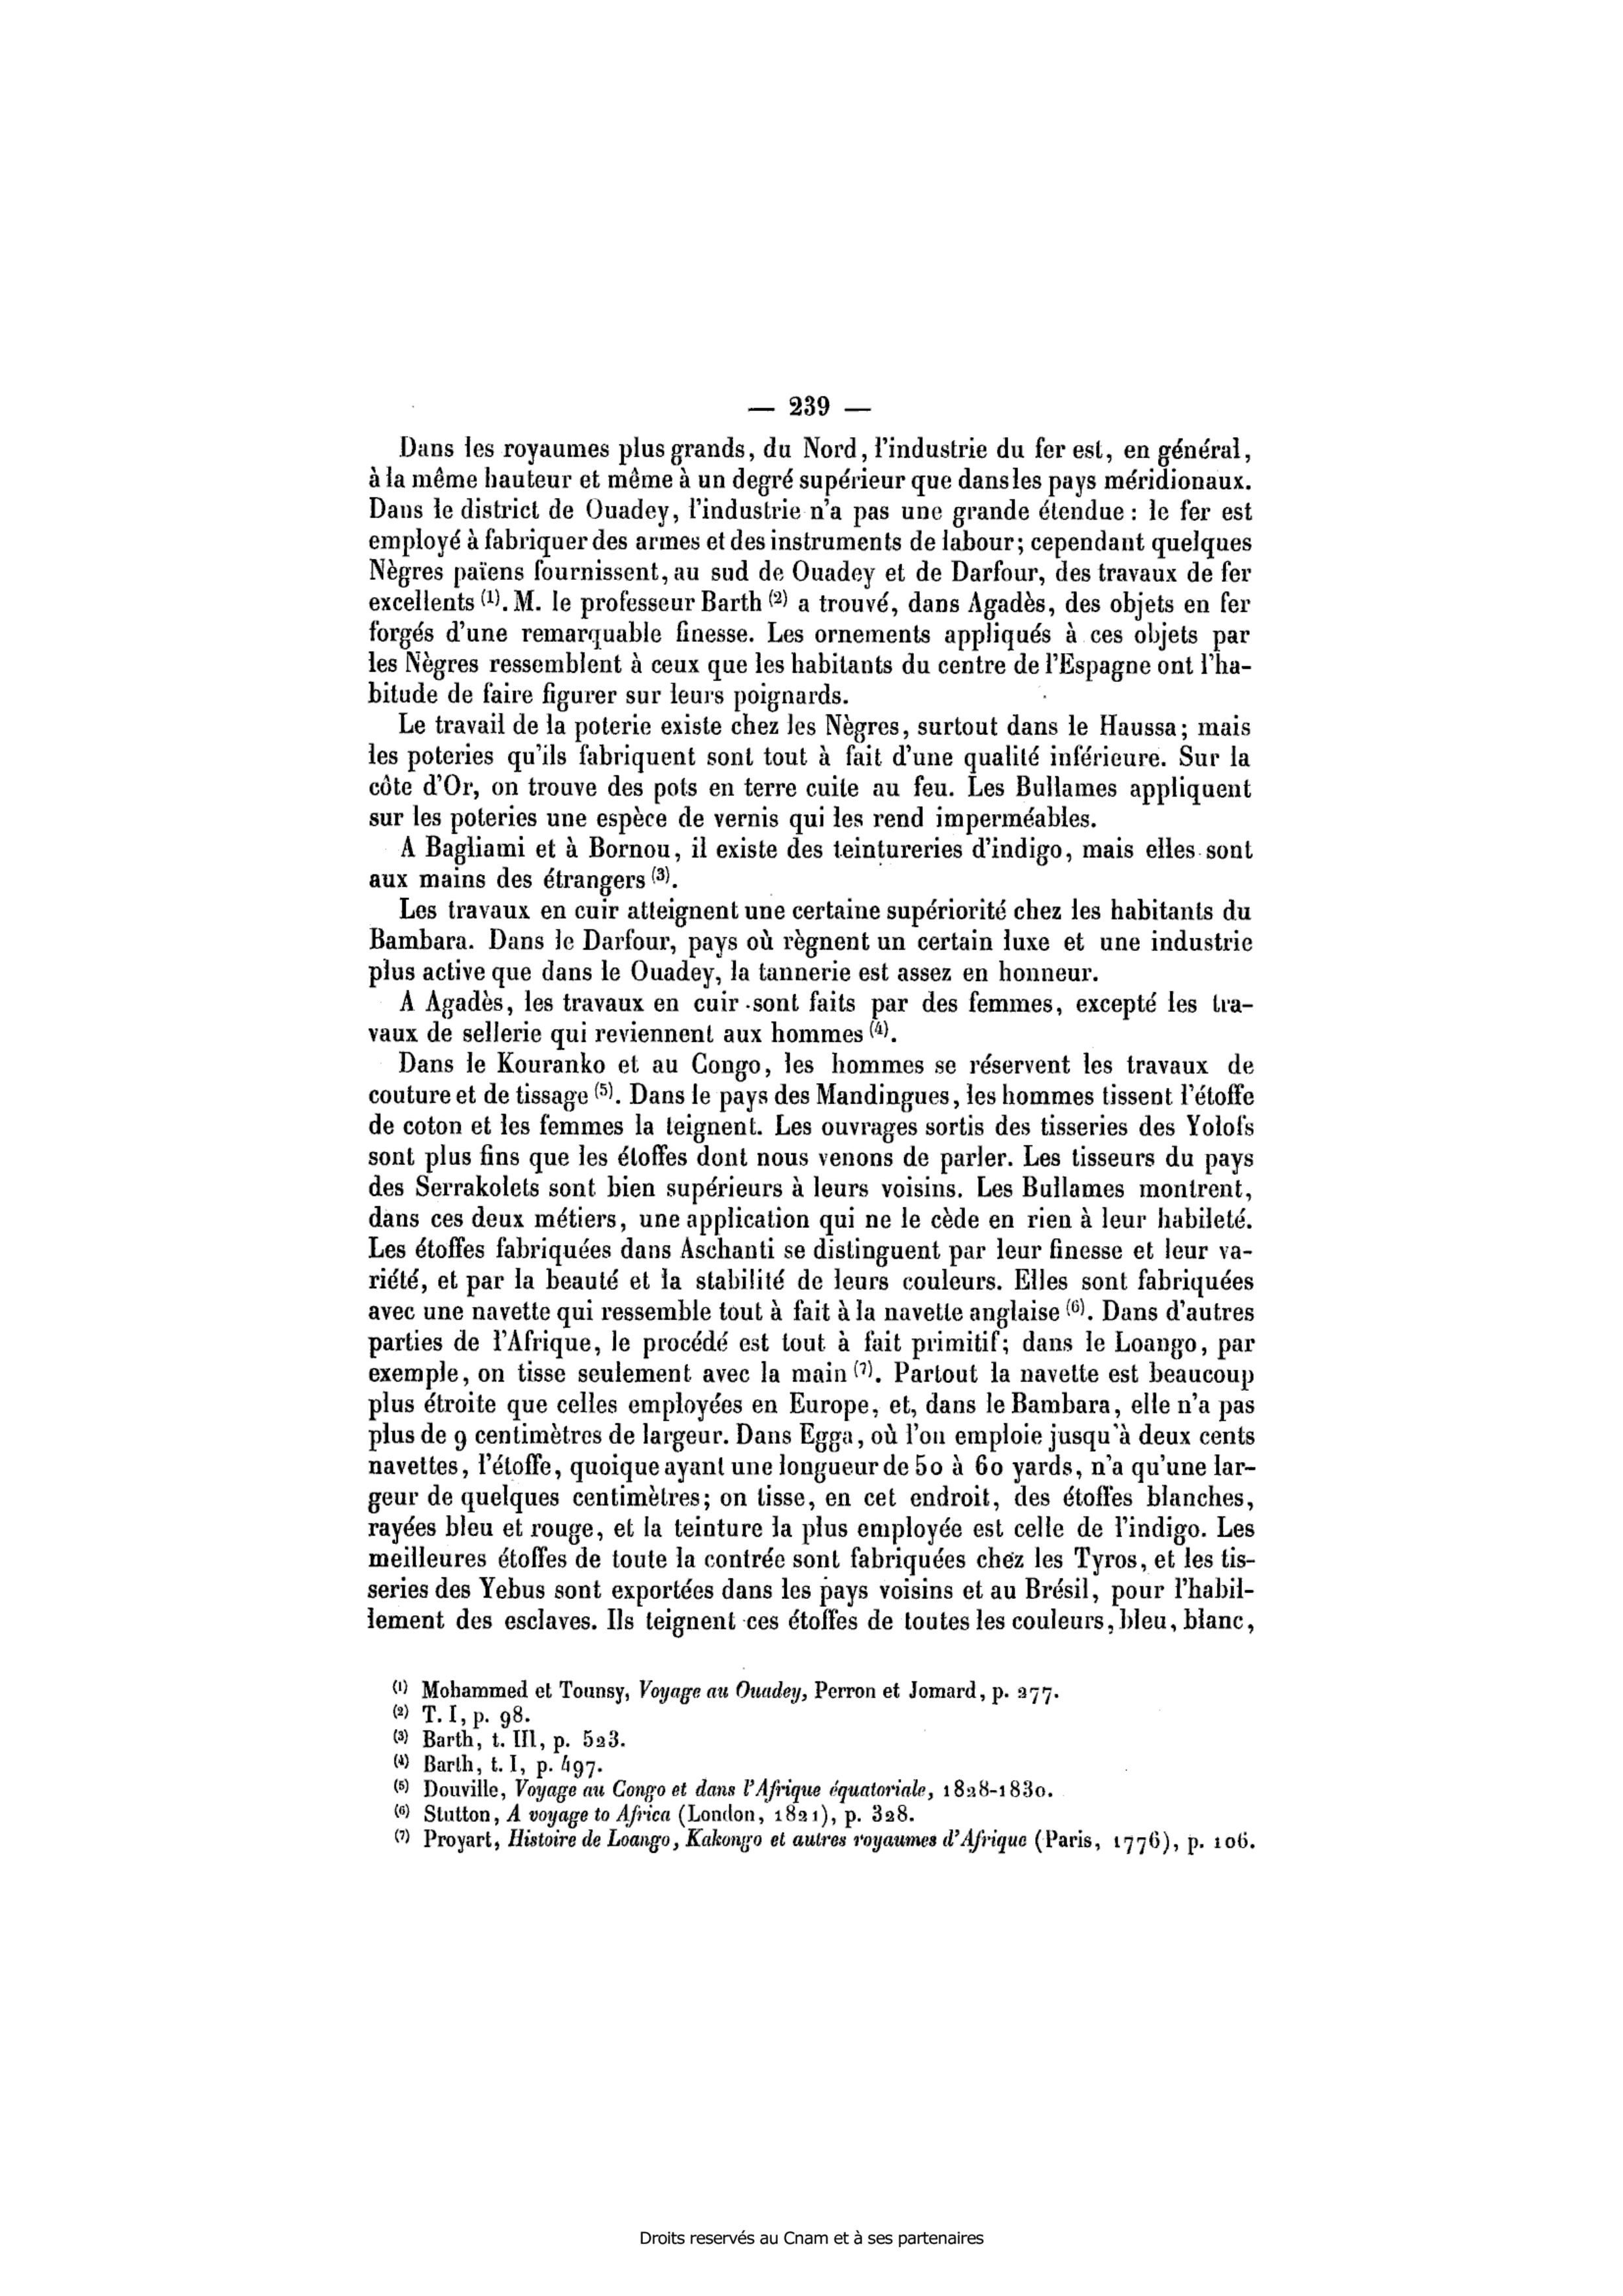 — 239 —
Dans les royaumes plus grands, du Nord, l'industrie du fer est, en général,
à la même hauteur et même à un degré supérieur que dans les pays méridionaux.
Dans le district de Ouadey, l'industrie n'a pas une grande étendue : le fer est
employé à fabriquer des armes et des instruments de labour; cependant quelques
Nègres païens fournissent, au sud de Ouadey et de Darfour, des travaux de fer
excellents (1). M. le professeur Barth (2) a trouvé, dans Agadès, des objets en fer
forgés d'une remarquable finesse. Les ornements appliqués à ces objets par
les Nègres ressemblent à ceux que les habitants du centre de l'Espagne ont l'ha-
bitude de faire figurer sur leurs poignards.
Le travail de la poterie existe chez les Nègres, surtout dans le Haussa; mais
les poteries qu'ils fabriquent sont tout à fait d'une qualité inférieure. Sur la
côte d'Or, on trouve des pots en terre cuite au feu. Les Bullames appliquent
sur les poteries une espèce de vernis qui les rend imperméables.
A Bagliami et à Bornou, il existe des teintureries d'indigo, mais elles sont
aux mains des étrangers (3).
Les travaux en cuir atteignent une certaine supériorité chez les habitants du
Bambara. Dans le Darfour, pays où règnent un certain luxe et une industrie
plus active que dans le Ouadey, la tannerie est assez en honneur.
A Agadès, les travaux en cuir sont faits par des femmes, excepté les tra-
vaux de sellerie qui reviennent aux hommes (4).
Dans le Kouranko et au Congo, les hommes se réservent les travaux de
couture et de tissage (5). Dans le pays des Mandingues, les hommes tissent l'étoffe
de coton et les femmes la teignent. Les ouvrages sortis des tisseries des Yolofs
sont plus fins que les étoffes dont nous venons de parler. Les tisseurs du pays
des Serrakolets sont bien supérieurs à leurs voisins. Les Bullames montrent,
dans ces deux métiers, une application qui ne le cède en rien à leur habileté.
Les étoffes fabriquées dans Aschanti se distinguent par leur finesse et leur va-
riété, et par la beauté et la stabilité de leurs couleurs. Elles sont fabriquées
avec une navette qui ressemble tout à fait à la navette anglaise (6). Dans d'autres
parties de l'Afrique, le procédé est tout à fait primitif; dans le Loango, par
exemple, on tisse seulement avec la main (7). Partout la navette est beaucoup
plus étroite que celles employées en Europe, et, dans le Bambara, elle n'a pas
plus de 9 centimètres de largeur. Dans Egga, où l'on emploie jusqu'à deux cents
navettes, l'étoffe, quoique ayant une longueur de 50 à 60 yards, n'a qu'une lar-
geur de quelques centimètres; on tisse, en cet endroit, des étoffes blanches,
rayées bleu et rouge, et la teinture la plus employée est celle de l'indigo. Les
meilleures étoffes de toute la contrée sont fabriquées chez les Tyros, et les tis-
series des Yebus sont exportées dans les pays voisins et au Brésil, pour l'habil-
lement des esclaves. Ils teignent ces étoffes de toutes les couleurs, bleu, blanc,
(1) Mohammed et Tounsy, Voyage au Ouadey, Perron et Jomard, p. 277.
(2) T. I, p. 98.
(3) Barth, t. III, p. 523.
(4) Barth, t. I, p. 497.
(5) Douville, Voyage au Congo et dans l'Afrique équatoriale, 1828-1830.
(6) Stutton, A voyage to Africa (London, 1821), p. 328.
(7) Proyart, Histoire de Loango, Kakongo et autres royaumes d'Afrique (Paris, 1776), p. 106.
Droits reservés au Cnam et à ses partenaires